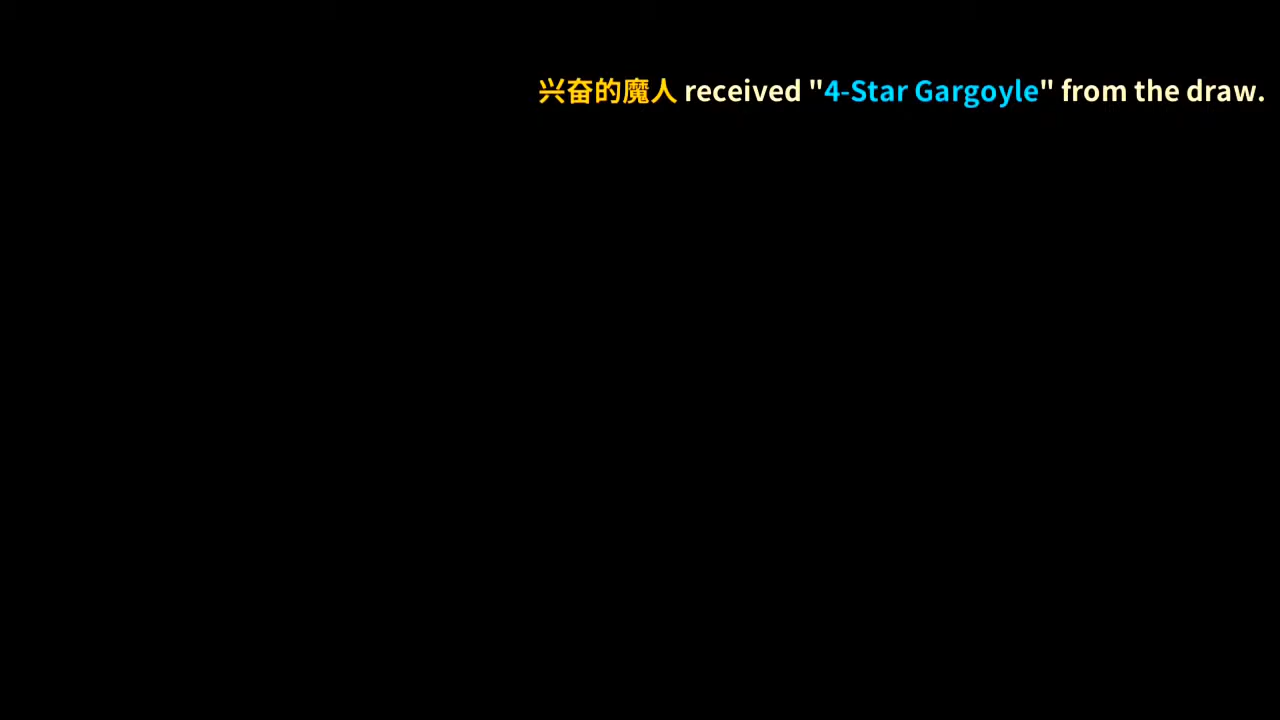 兴奋的魔人 received "4-Star Gargoyle" from the draw.